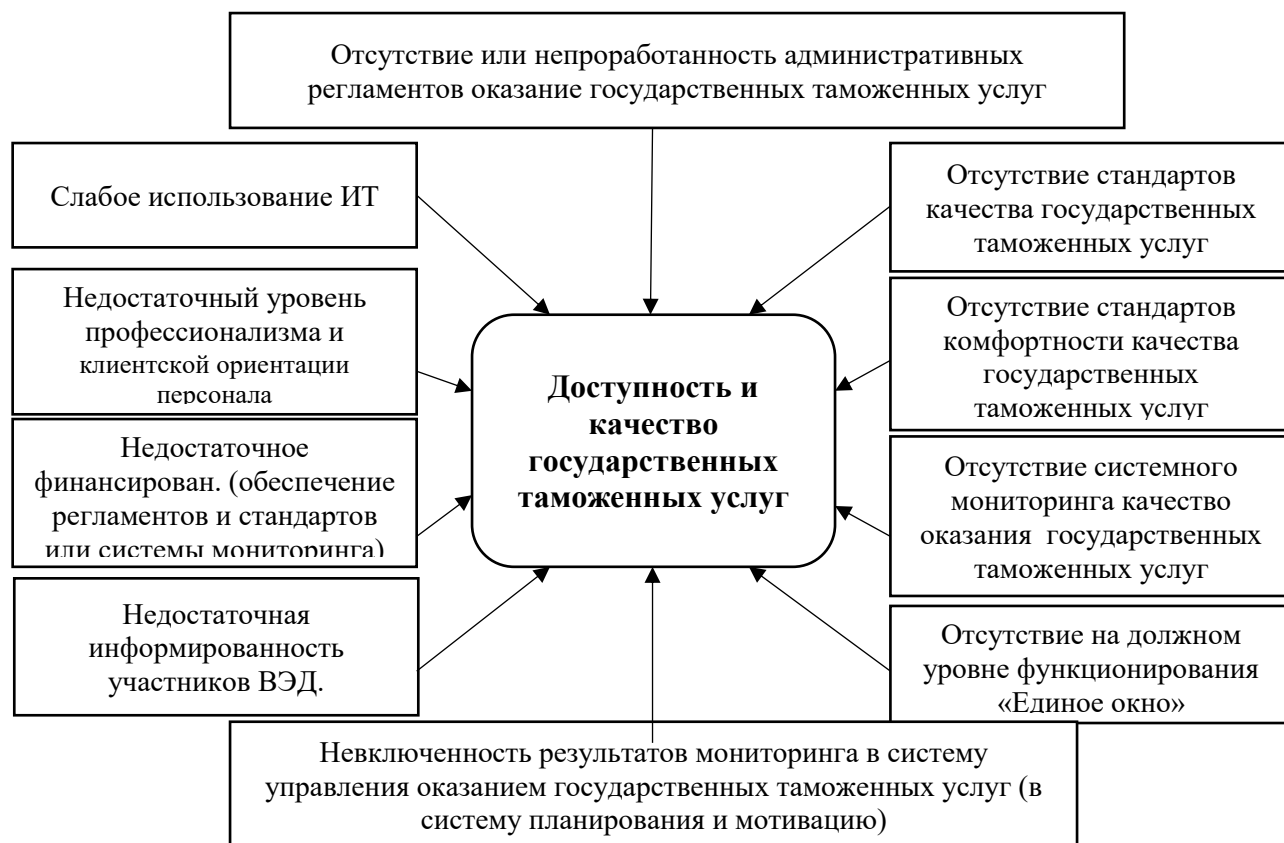 Отсутствие или непроработанность административных
регламентов оказание государственных таможенных услуг
Слабое использование ИТ
Отсутствие стандартов
качества государственных
таможенных услуг
Недостаточный уровень
профессионализма и
клиентской ориентации
персонала
Отсутствие стандартов
комфортности качества
государственных
таможенных услуг
Доступность и
качество
государственных
таможенных услуг
Недостаточное
финансирован. (обеспечение
регламентов и стандартов
или системы мониторинга)
Отсутствие системного
мониторинга качество
оказания государственных
таможенных услуг
Недостаточная
информированность
участников ВЭД.
Отсутствие на должном
уровне функционирования
«Единое окно»
Невключенность результатов мониторинга в систему
управления оказанием государственных таможенных услуг (в
систему планирования и мотивацию)